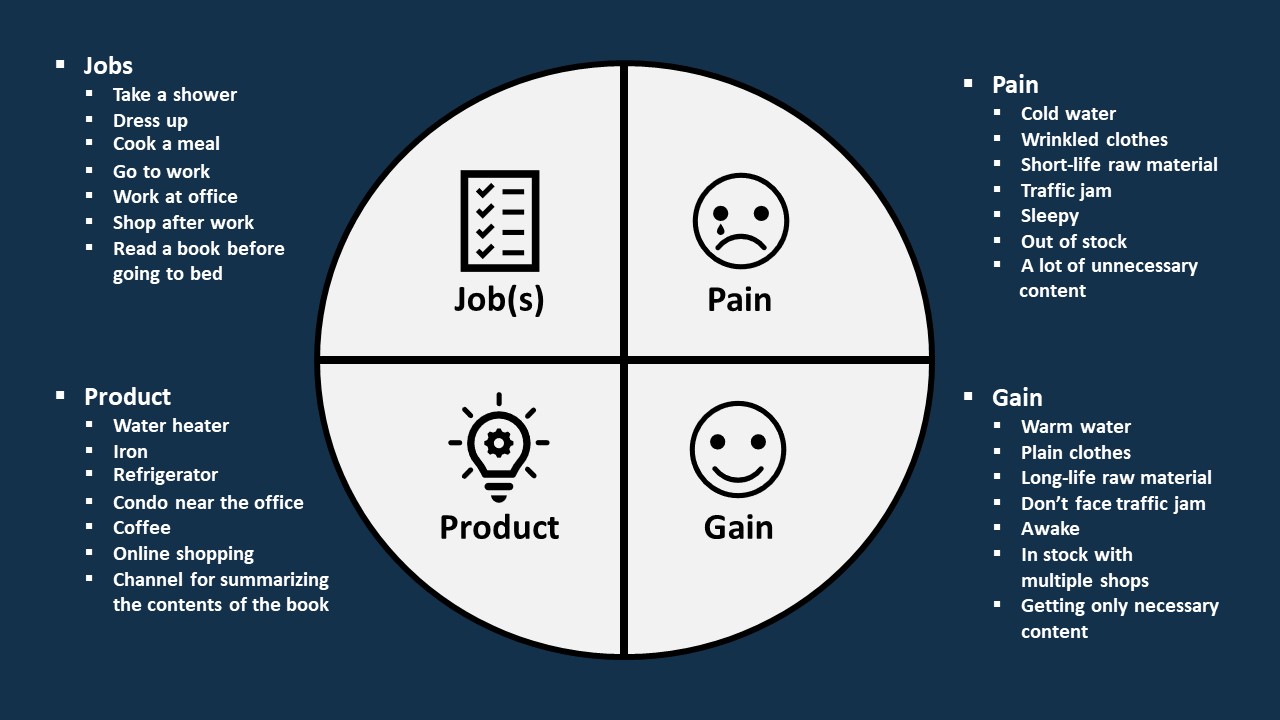 Jobs
Take a shower
Dress up
Cook a meal
Go to work
Work at office
Shop after work
Read a book before
going to bed
Pain
Cold water
Wrinkled clothes
Short-life raw material
Traffic jam
Sleepy
Out of stock
A lot of unnecessary
content
Job(s)
Pain
Product
Gain
Product
Water heater
Iron
Refrigerator
Condo near the office
Coffee
Online shopping
Channel for summarizing
the contents of the book
Gain
Warm water
Plain clothes
Long-life raw material
Don’t face traffic jam
Awake
In stock with
multiple shops
Getting only necessary
content